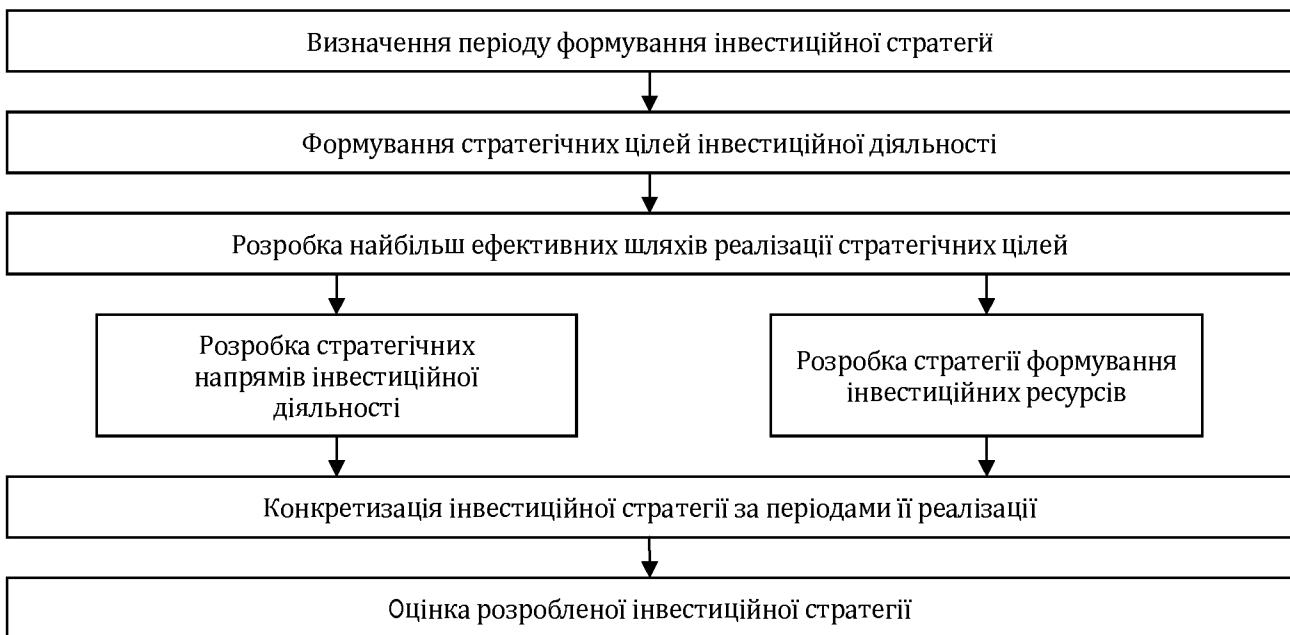 Визначення періоду формування інвестиційної стратегії
Формування стратегічних цілей інвестиційної діяльності
Розробка найбільш ефективних шляхів реалізації стратегічних цілей
Розробка стратегічних
напрямів інвестиційної
діяльності
Розробка стратегії формування
інвестиційних ресурсів
Конкретизація інвестиційної стратегії за періодами її реалізації
Оцінка розробленої інвестиційної стратегії